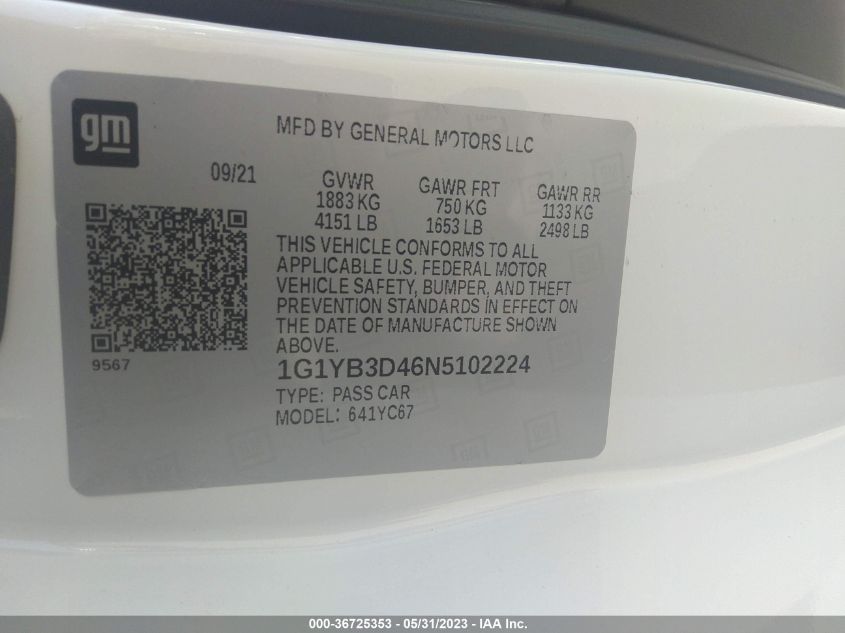 gm
MFD BY GENERAL MOTORS LLC
09/21
GVWR
1883 KG
4151 LB
GAWR FRT
750 KG
1653 LB
GAWR RR
1133 KG
2498 LB
THIS VEHICLE CONFORMS TO ALL
APPLICABLE U.S. FEDERAL MOTOR
VEHICLE SAFETY, BUMPER, AND THEFT
PREVENTION STANDARDS IN EFFECT ON
THE DATE OF MANUFACTURE SHOWN
ABOVE.
9567
1G1YB3D46N5102224
TYPE: PASS CAR
MODEL: 641YC67
000-36725353 - 05/31/2023 - IAA Inc.